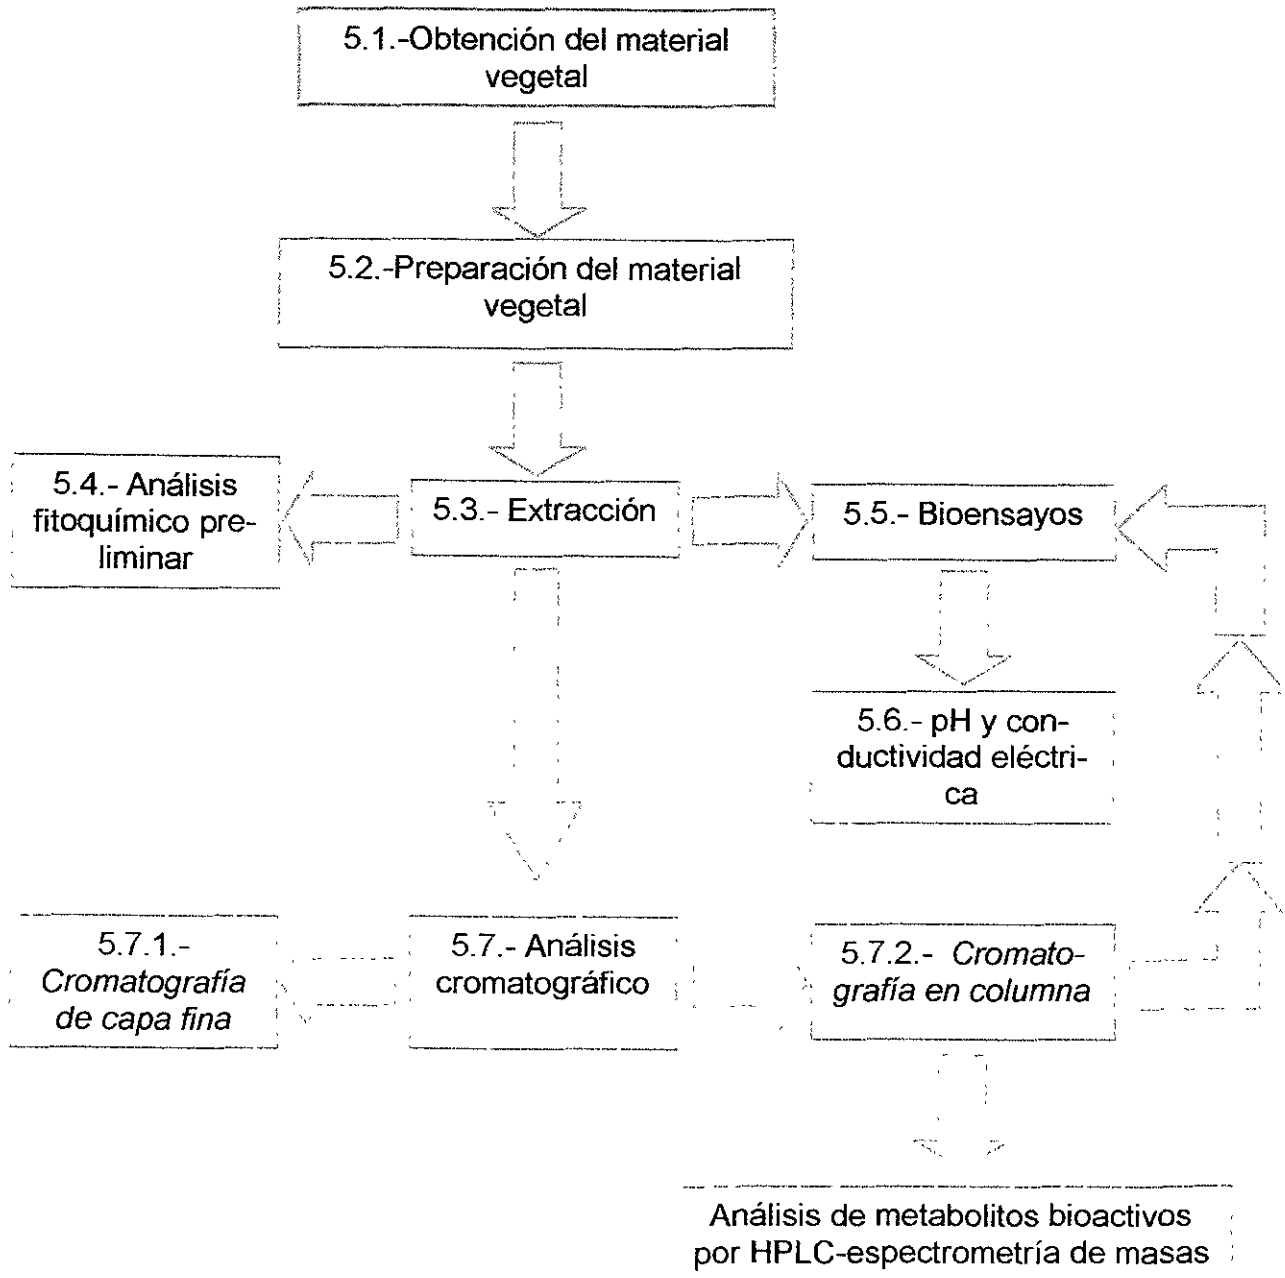 5.1.-Obtención del material
vegetal
5.2.-Preparación del material
vegetal
5.4.- Análisis
fitoquímico pre-
liminar
5.3.- Extracción
5.5.- Bioensayos
5.6.- pH y con-
ductividad eléctri-
ca
5.7.1.-
Cromatografía
de capa fina
5.7.- Análisis
cromatográfico
5.7.2.- Cromato-
grafía en columna
Análisis de metabolitos bioactivos
por HPLC-espectrometría de masas